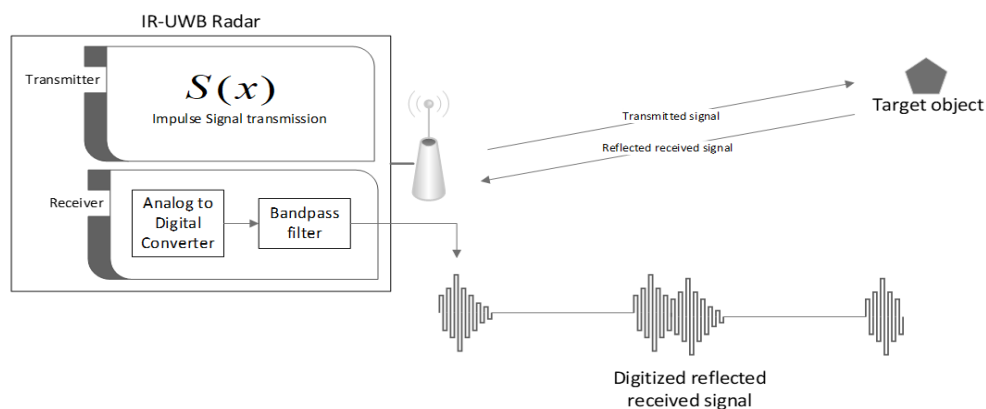 IR-UWB Radar
Transmitter
S(x)
Impulse Signal transmission
Transmitted signal
Reflected received signal
Target object
Receiver
Analog to
Digital
Converter
Bandpass
filter
Digitized reflected
received signal